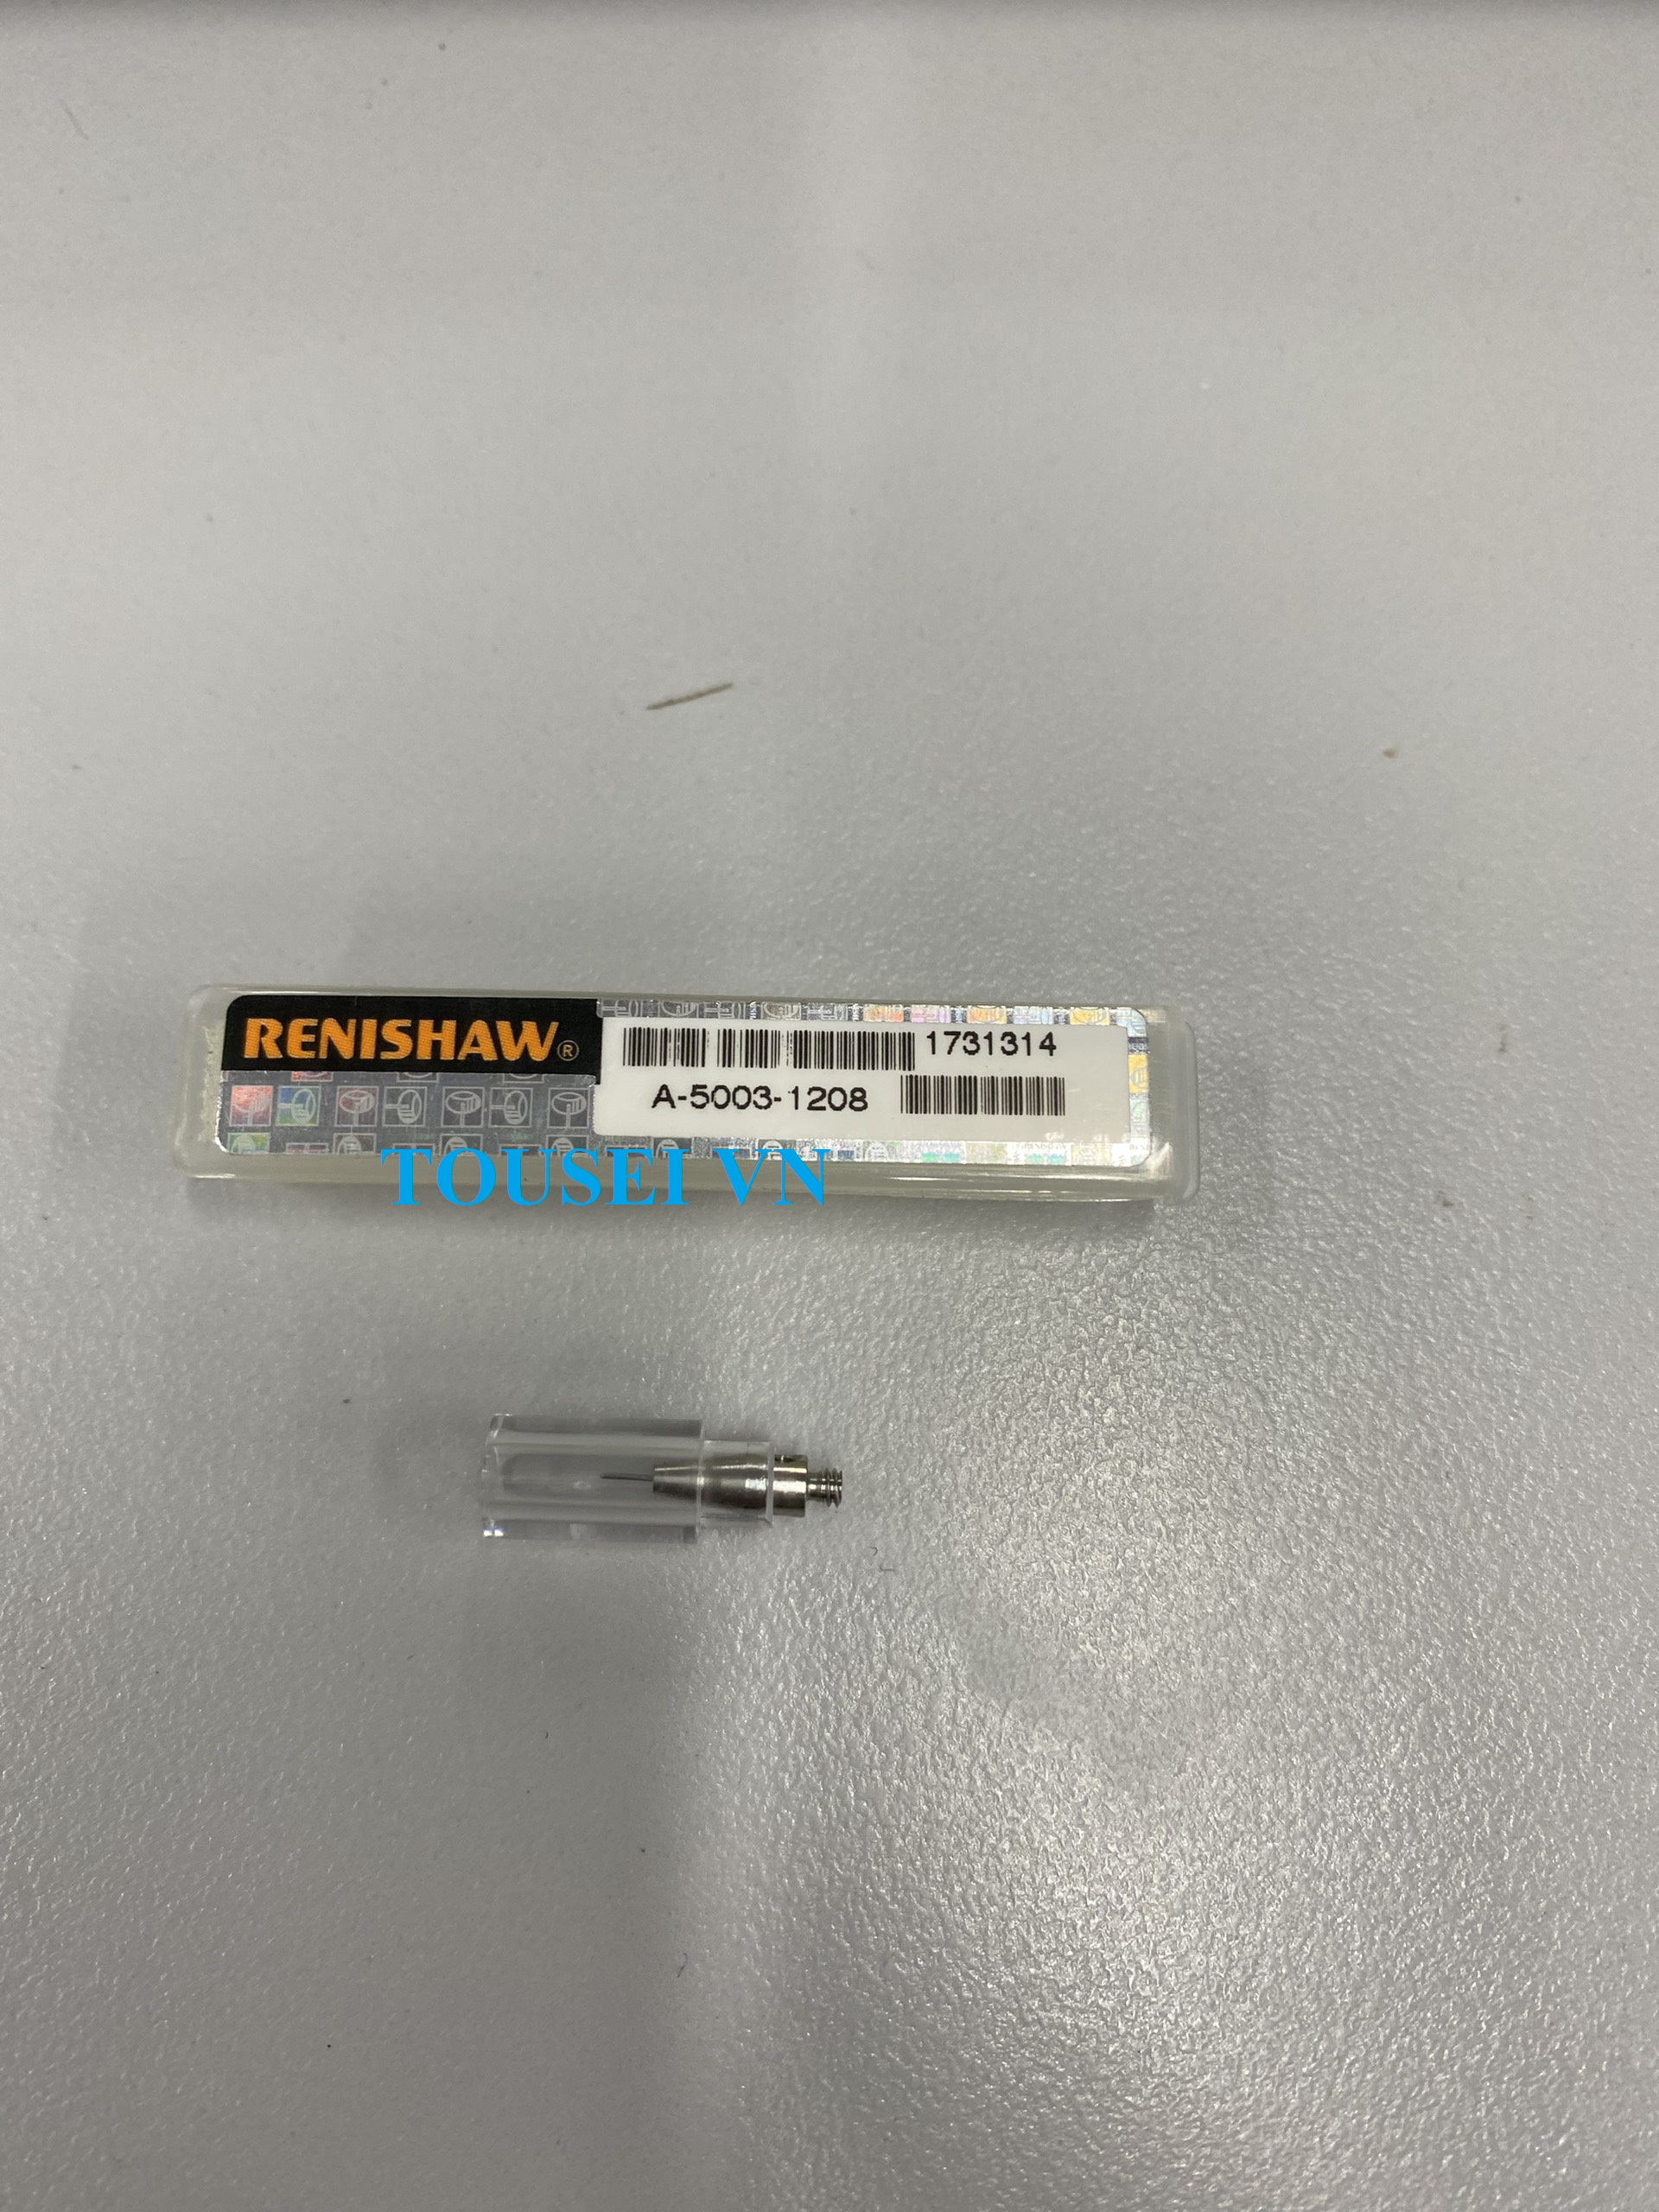 RENISHAW®
1731314
A-5003-1208
TOUSEI VN